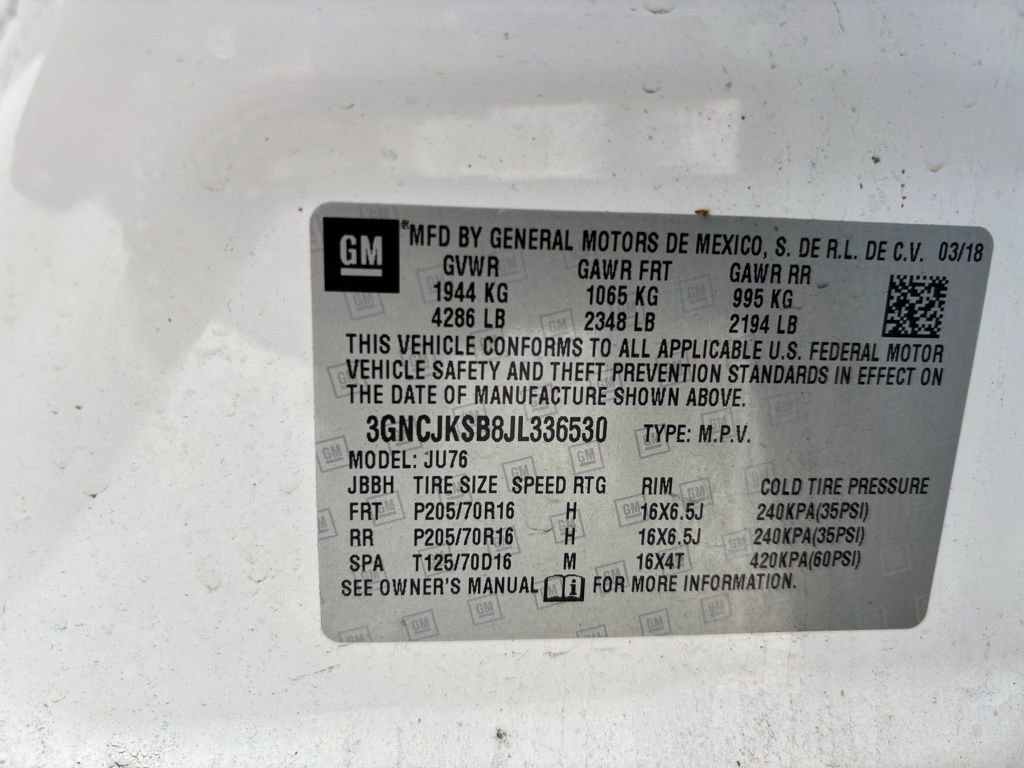 GM
®MFD BY GENERAL MOTORS DE MEXICO, S. DE R.L. DE C.V. 03/18
GVWR GAWR FRT GAWR RR
1944 KG 1065 KG 995 KG
4286 LB 2348 LB 2194 LB
THIS VEHICLE CONFORMS TO ALL APPLICABLE U.S. FEDERAL MOTOR
VEHICLE SAFETY AND THEFT PREVENTION STANDARDS IN EFFECT ON
THE DATE OF MANUFACTURE SHOWN ABOVE.
3GNCJKSB8JL336530 TYPE: M.P.V.
MODEL: JU76
JBBH TIRE SIZE SPEED RTG RIM COLD TIRE PRESSURE
FRT P205/70R16 H 16X6.5J 240KPA(35PSI)
RR P205/70R16 H 16X6.5J 240KPA(35PSI)
SPA T125/70D16 M 16X4T 420KPA(60PSI)
SEE OWNER'S MANUAL i FOR MORE INFORMATION.